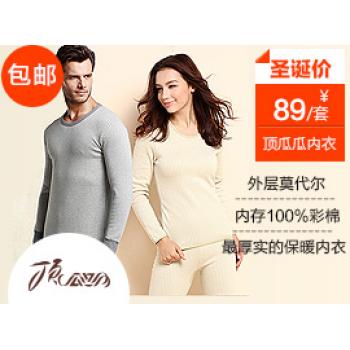 包邮
圣诞价
¥
89/套
顶瓜瓜内衣
外层莫代尔
内存100%彩棉
最厚实的保暖内衣
顶瓜瓜